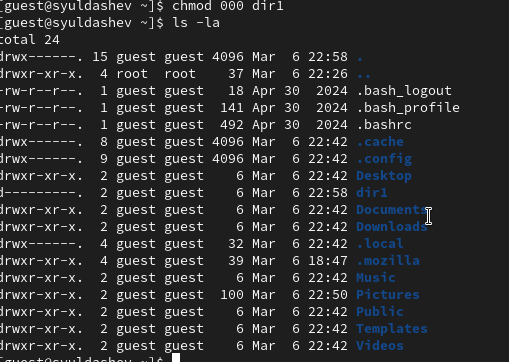 [guest@syuldashev ~]$ chmod 000 dir1
[guest@syuldashev ~]$ ls -la
total 24
drwx------. 15 guest guest 4096 Mar  6 22:58 .
drwxr-xr-x.  4 root  root    37 Mar  6 22:26 ..
-rw-r--r--.  1 guest guest   18 Apr 30  2024 .bash_logout
-rw-r--r--.  1 guest guest  141 Apr 30  2024 .bash_profile
-rw-r--r--.  1 guest guest  492 Apr 30  2024 .bashrc
drwx------.  8 guest guest 4096 Mar  6 22:42 .cache
drwx------.  9 guest guest 4096 Mar  6 22:42 .config
drwxr-xr-x.  2 guest guest    6 Mar  6 22:42 Desktop
d---------.  2 guest guest    6 Mar  6 22:58 dir1
drwxr-xr-x.  2 guest guest    6 Mar  6 22:42 Documents
drwxr-xr-x.  2 guest guest    6 Mar  6 22:42 Downloads
drwx------.  4 guest guest   32 Mar  6 22:42 .local
drwxr-xr-x.  4 guest guest   39 Mar  6 18:47 .mozilla
drwxr-xr-x.  2 guest guest    6 Mar  6 22:42 Music
drwxr-xr-x.  2 guest guest  100 Mar  6 22:50 Pictures
drwxr-xr-x.  2 guest guest    6 Mar  6 22:42 Public
drwxr-xr-x.  2 guest guest    6 Mar  6 22:42 Templates
drwxr-xr-x.  2 guest guest    6 Mar  6 22:42 Videos
[guest@syuldashev ~]$